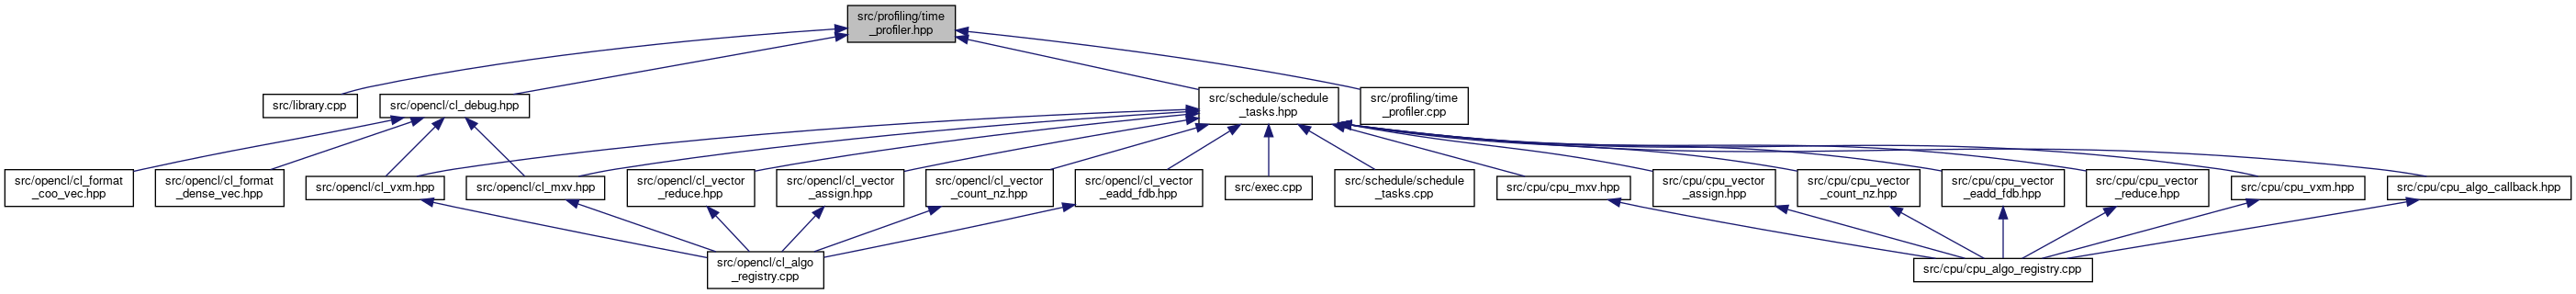 src/profiling/time
_profiler.hpp
src/library.cpp
src/opencl/cl_debug.hpp
src/schedule/schedule
_tasks.hpp
src/profiling/time
_profiler.cpp
src/opencl/cl_format
_coo_vec.hpp
src/opencl/cl_format
_dense_vec.hpp
src/opencl/cl_vxm.hpp
src/opencl/cl_mxv.hpp
src/opencl/cl_vector
_reduce.hpp
src/opencl/cl_vector
_assign.hpp
src/opencl/cl_vector
_count_nz.hpp
src/opencl/cl_vector
_eadd_fdb.hpp
src/exec.cpp
src/schedule/schedule
_tasks.cpp
src/cpu/cpu_mxv.hpp
src/cpu/cpu_vector
_assign.hpp
src/cpu/cpu_vector
_count_nz.hpp
src/cpu/cpu_vector
_eadd_fdb.hpp
src/cpu/cpu_vector
_reduce.hpp
src/cpu/cpu_vxm.hpp
src/cpu/cpu_algo_callback.hpp
src/opencl/cl_algo
_registry.cpp
src/cpu/cpu_algo_registry.cpp